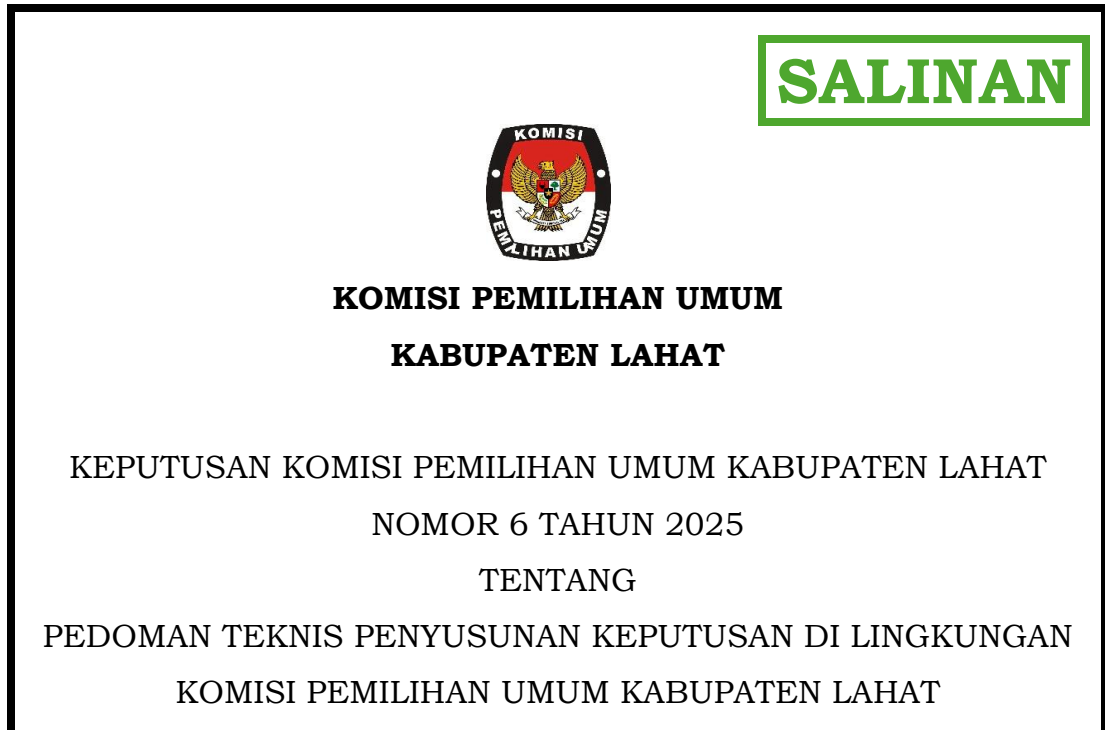 SALINAN
KOMISI
PEMILIHAN UMUM
KOMISI PEMILIHAN UMUM
KABUPATEN LAHAT
KEPUTUSAN KOMISI PEMILIHAN UMUM KABUPATEN LAHAT
NOMOR 6 TAHUN 2025
TENTANG
PEDOMAN TEKNIS PENYUSUNAN KEPUTUSAN DI LINGKUNGAN
KOMISI PEMILIHAN UMUM KABUPATEN LAHAT